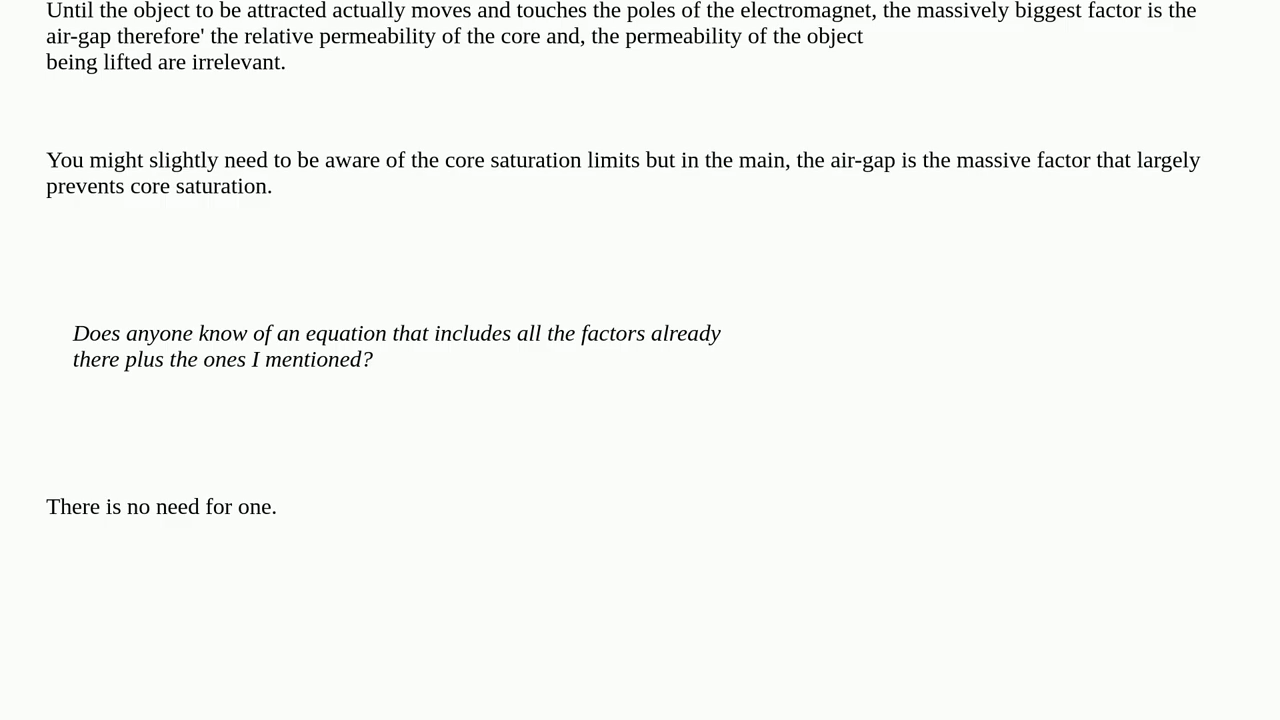 Until the object to be attracted actually moves and touches the poles of the electromagnet, the massively biggest factor is the
air-gap therefore' the relative permeability of the core and, the permeability of the object
being lifted are irrelevant.
You might slightly need to be aware of the core saturation limits but in the main, the air-gap is the massive factor that largely
prevents core saturation.
Does anyone know of an equation that includes all the factors already
there plus the ones I mentioned?
There is no need for one.